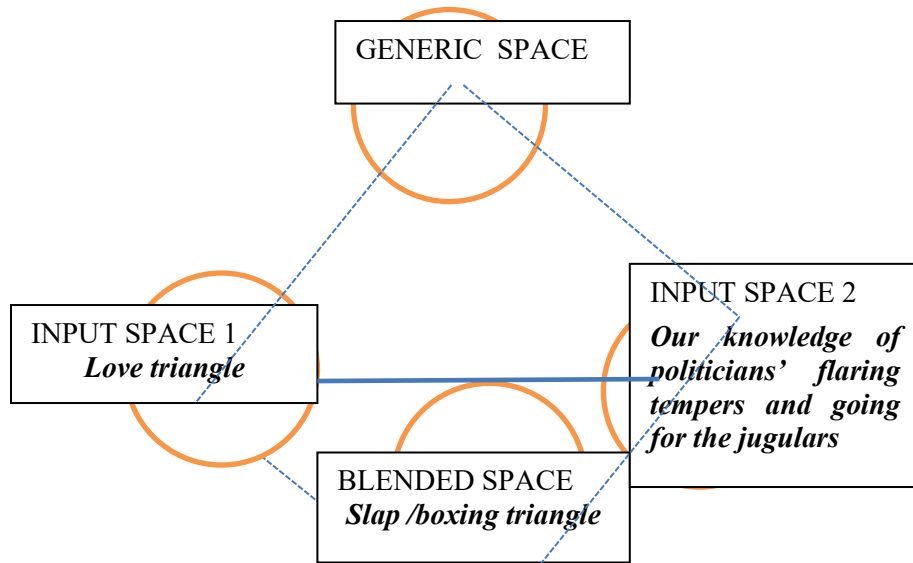 GENERIC SPACE
INPUT SPACE 1
Love triangle
INPUT SPACE 2
Our knowledge of
politicians’ flaring
tempers and going
for the jugulars
BLENDED SPACE
Slap /boxing triangle